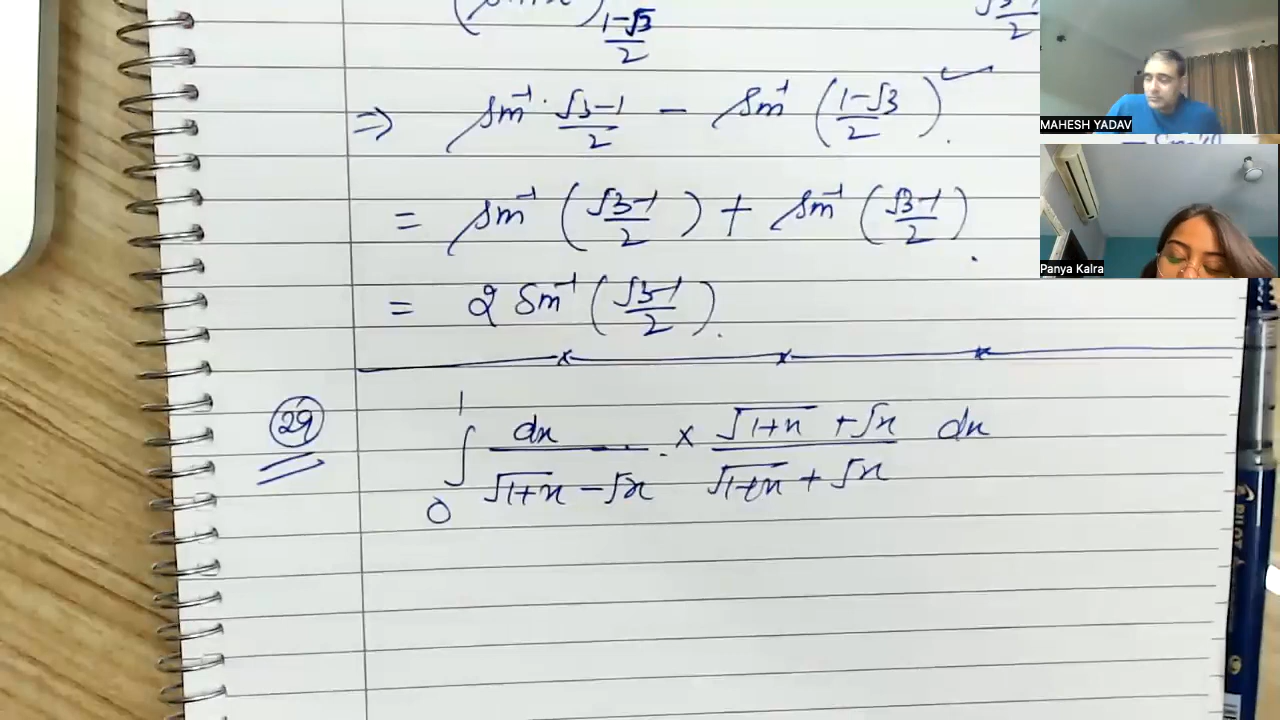 1-√3/2
⇒ Sin⁻¹ √3-1/2 - Sin⁻¹ (1-√3/2).
= Sin⁻¹ (√3-1/2) + Sin⁻¹ (√3-1/2).
= 2 Sin⁻¹ (√3-1/2).
29 ∫₀¹ dx/√1+x - √x × √1+x + √x/√1+x + √x dx
MAHESH YADAV
Panya Kalra
PILOT